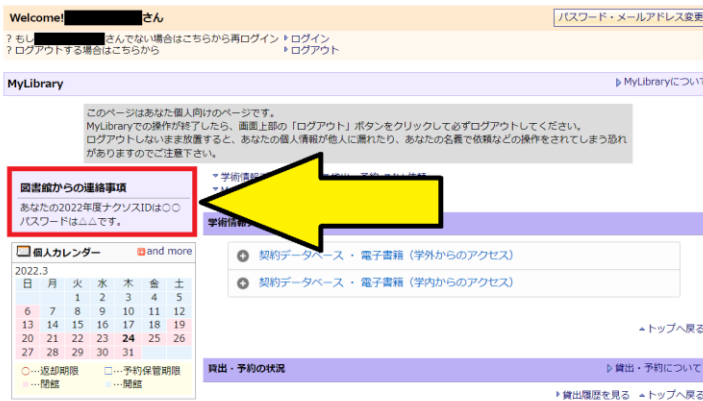 Welcome! さん
パスワード・メールアドレス変更
? もし さんでない場合はこちらから再ログイン ログイン
? ログアウトする場合はこちらから ログアウト
MyLibrary
MyLibraryについて
このページはあなた個人向けのページです。
MyLibraryでの操作が終了したら、画面上部の「ログアウト」ボタンをクリックして必ずログアウトしてください。
ログアウトしないまま放置すると、あなたの個人情報が他人に漏れたり、あなたの名義で依頼などの操作をされてしまう恐れ
がありますのでご注意下さい。
図書館からの連絡事項
あなたの2022年度ナクソスIDは○○
パスワードは△△です。
学術情報
学術情報
契約データベース ・ 電子書籍（学外からのアクセス）
契約データベース ・ 電子書籍（学内からのアクセス）
トップへ戻る
個人カレンダー and more
2022.3
日 月 火 水 木 金 土
1 2 3 4 5
6 7 8 9 10 11 12
13 14 15 16 17 18 19
20 21 22 23 24 25 26
27 28 29 30 31
○…返却期限 □…予約保管期限
…閉館 …開館
貸出・予約の状況
貸出・予約について
貸出履歴を見る トップへ戻る